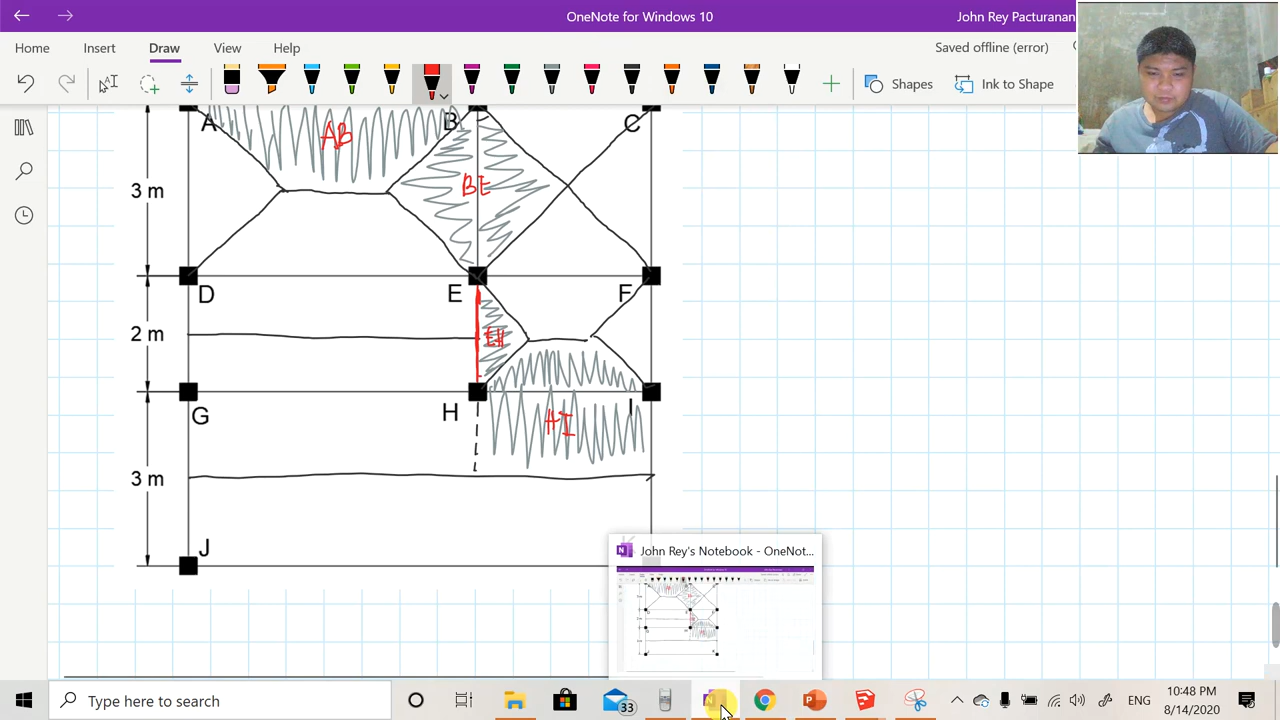 OneNote for Windows 10
John Rey Pacturanan
Home
Insert
Draw
View
Help
Saved offline (error)
Shapes
Ink to Shape
A
AB
B
C
3 m
BE
D
E
F
2 m
EH
G
H
I
HI
3 m
J
John Rey's Notebook - OneNot...
Type here to search
33
ENG
10:48 PM
8/14/2020